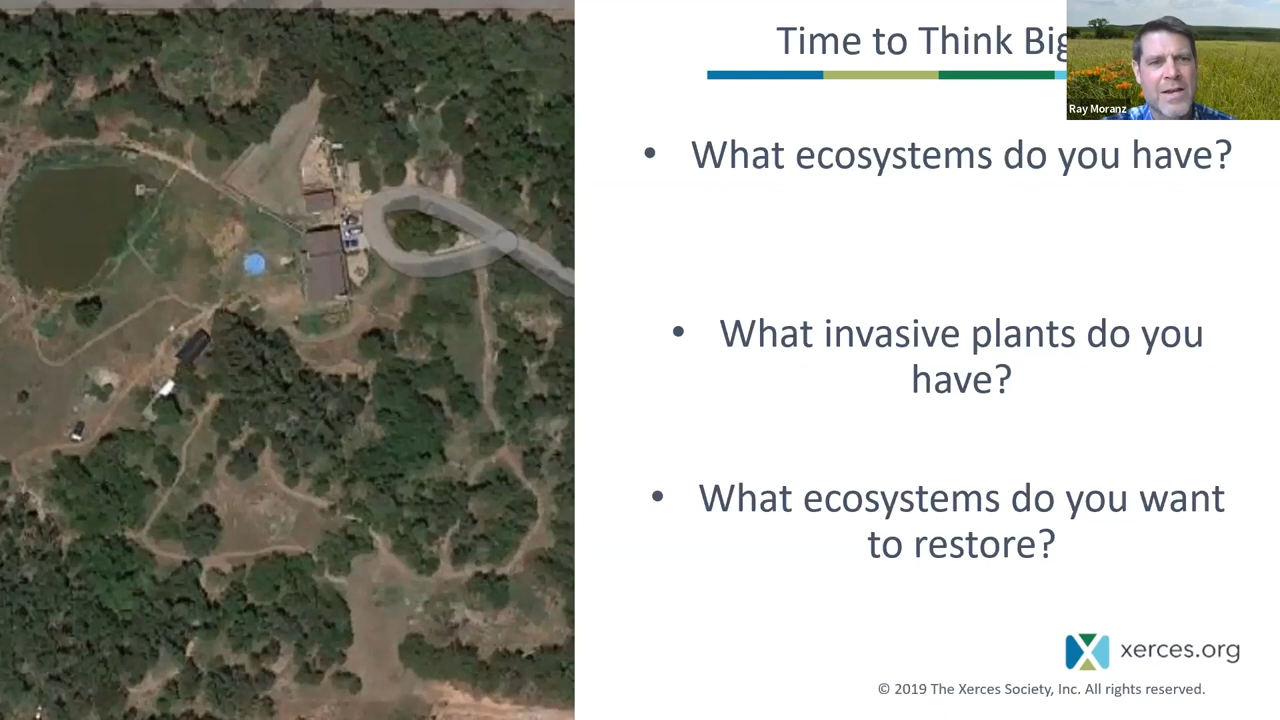 Time to Think Big
Ray Moranz
• What ecosystems do you have?
• What invasive plants do you
have?
• What ecosystems do you want
to restore?
xerces.org
© 2019 The Xerces Society, Inc. All rights reserved.